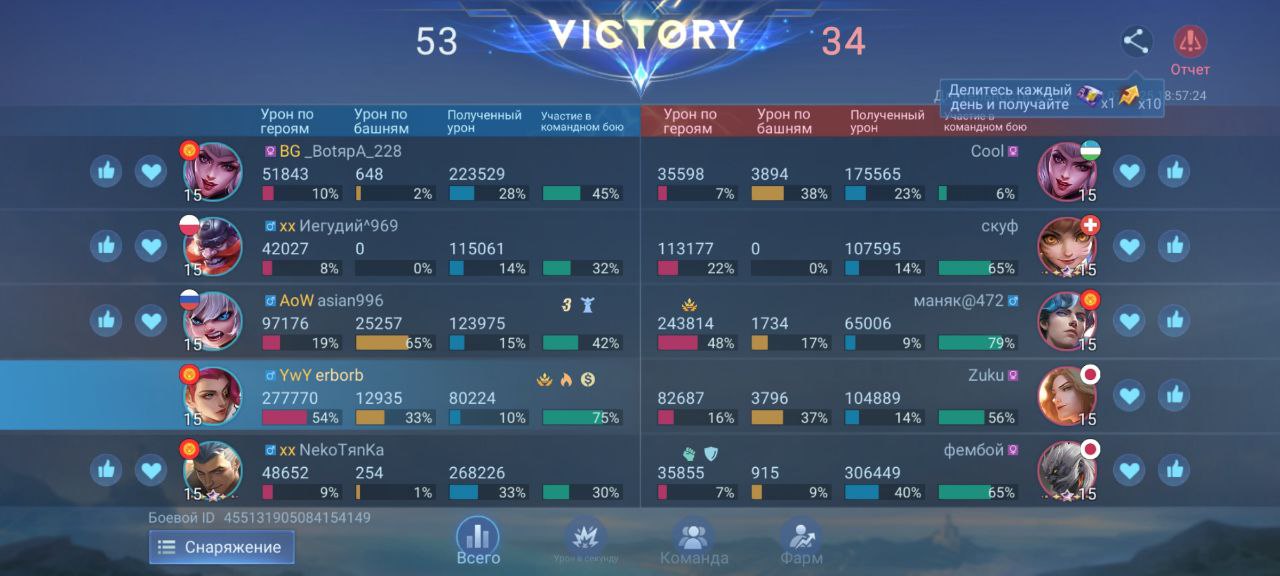 53
VICTORY
34
Отчет
Делитесь каждый
день и получайте x1 x10
18:57:24
Урон по героям Урон по башням Полученный урон Участие в командном бою
Урон по героям Урон по башням Полученный урон Участие в командном бою
BG _ВоtярА_228
51843 648 223529
10% 2% 28% 45%
15
Cool
35598 3894 175565
7% 38% 23% 6%
15
xx Иегудий^969
42027 0 115061
8% 0% 14% 32%
15
скуф
113177 0 107595
22% 0% 14% 65%
15
AoW asian996
3
97176 25257 123975
19% 65% 15% 42%
15
маняк@472
243814 1734 65006
48% 17% 9% 79%
15
YwY erborb
277770 12935 80224
54% 33% 10% 75%
15
Zuku
82687 3796 104889
16% 37% 14% 56%
15
xx NekoТяпKa
48652 254 268226
9% 1% 33% 30%
15
фембой
35855 915 306449
7% 9% 40% 65%
15
Боевой ID 455131905084154149
Снаряжение
Всего
Урон в секунду
Команда
Фарм